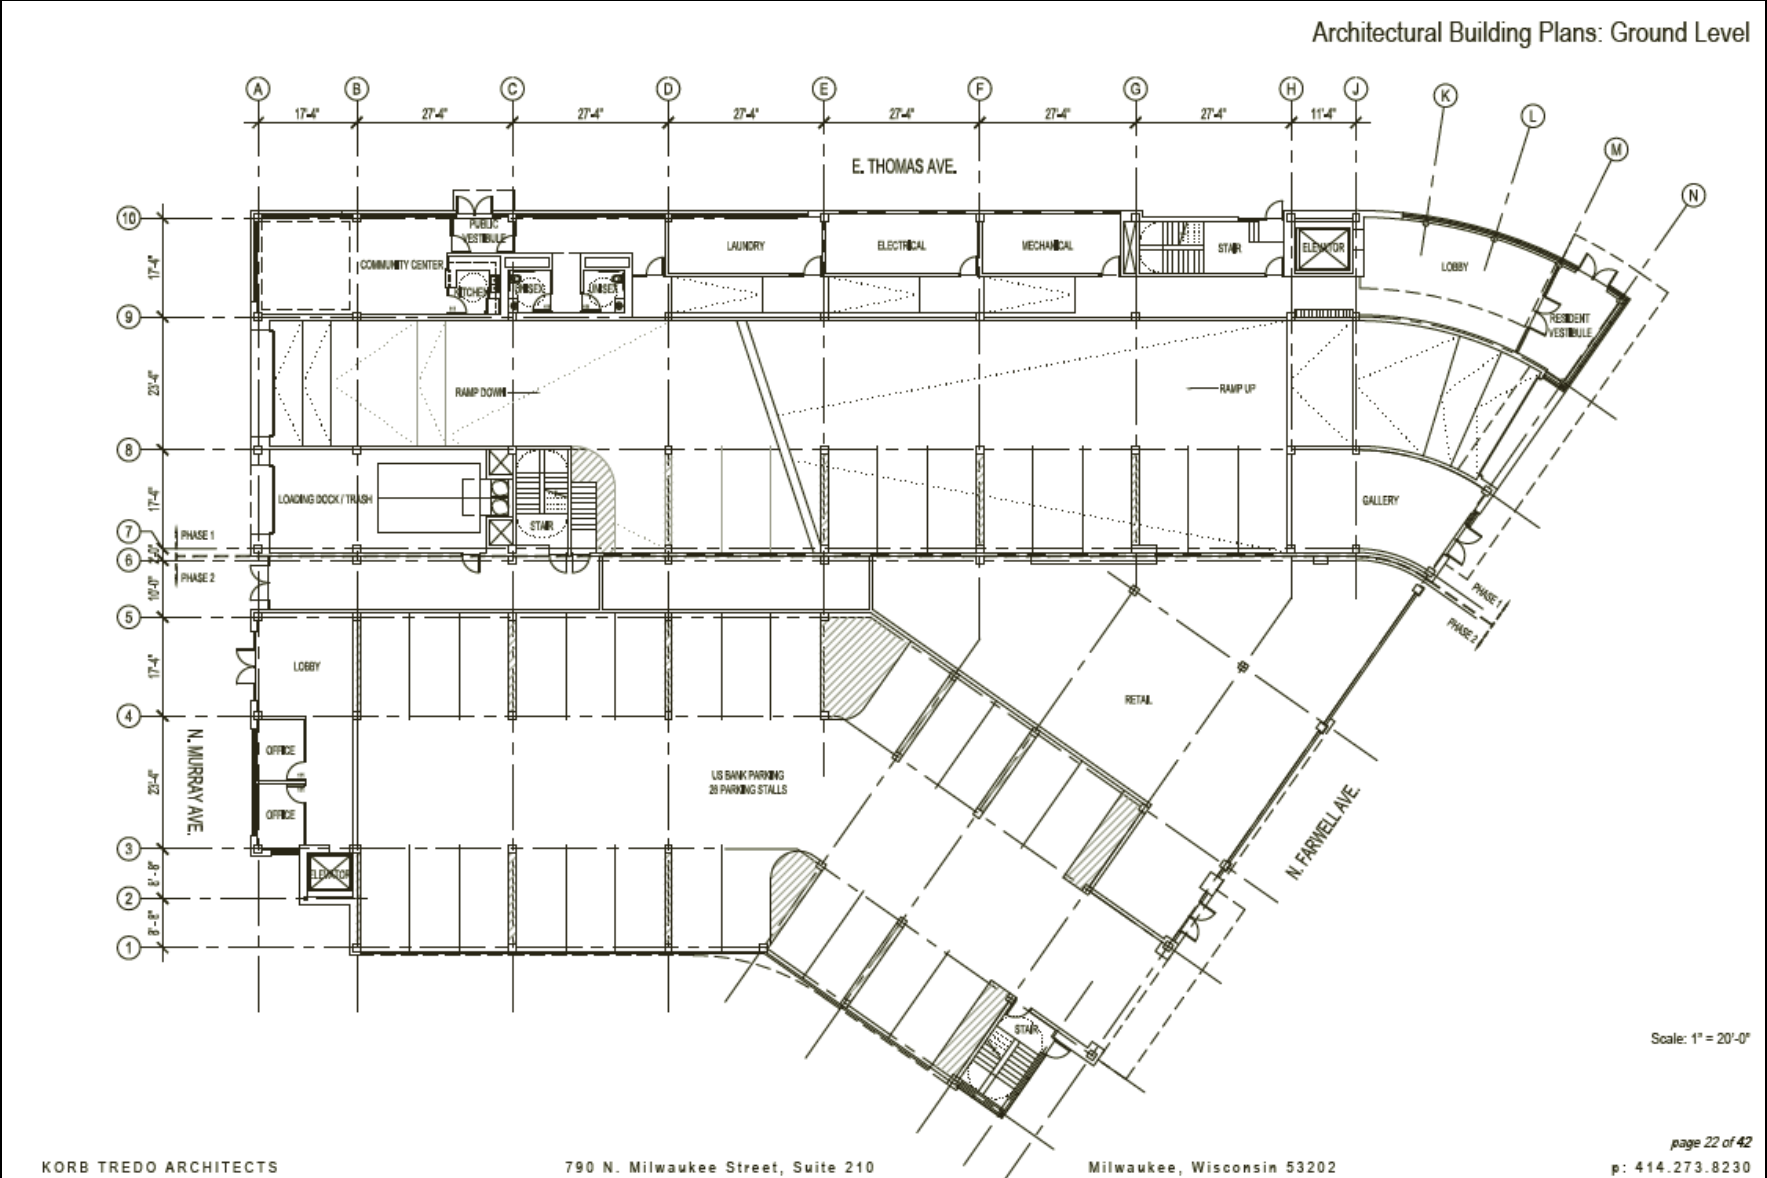 Architectural Building Plans: Ground Level
A B C D E F G H J K L M N
17'-4" 27'-4" 27'-4" 27'-4" 27'-4" 27'-4" 27'-4" 11'-4"
E. THOMAS AVE.
10
PUBLIC
VESTIBULE
LAUNDRY
ELECTRICAL
MECHANICAL
STAIR
ELEVATOR
LOBBY
COMMUNITY CENTER
17'-4"
KITCHEN
UNISEX
UNISEX
9
RESIDENT
VESTIBULE
23'-4"
RAMP DOWN
RAMP UP
8
17'-4"
LOADING DOCK / TRASH
STAIR
GALLERY
7
PHASE 1
6
PHASE 2
10'-0"
PHASE 1
PHASE 2
5
17'-4"
LOBBY
RETAIL
4
N. MURRAY AVE.
OFFICE
23'-4"
US BANK PARKING
28 PARKING STALLS
OFFICE
N. FARWELL AVE.
3
8'-8"
ELEVATOR
2
8'-8"
1
STAIR
Scale: 1" = 20'-0"
page 22 of 42
KORB TREDO ARCHITECTS 790 N. Milwaukee Street, Suite 210 Milwaukee, Wisconsin 53202 p: 414.273.8230